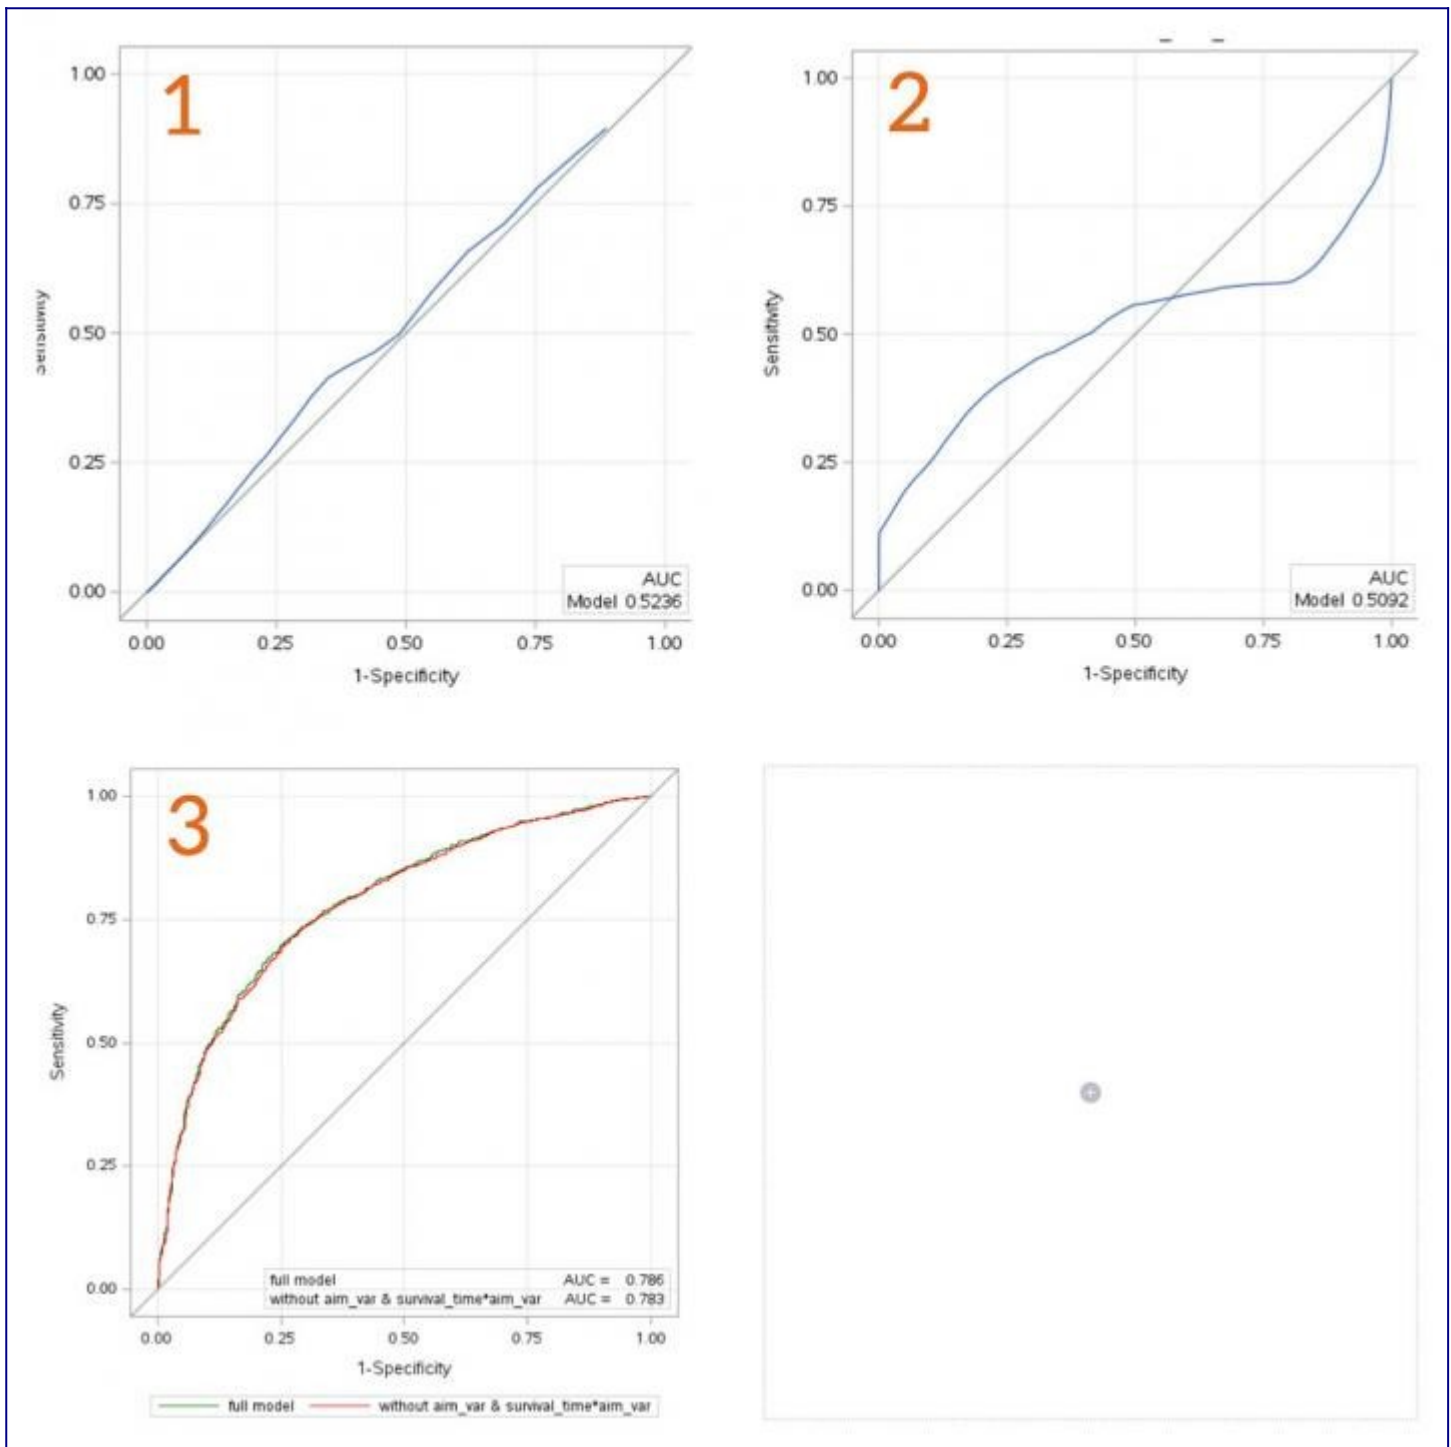 1
1.00
0.75
0.50
0.25
0.00
0.00 0.25 0.50 0.75 1.00
1-Specificity
AUC
Model 0.5236
2
1.00
0.75
0.50
0.25
0.00
Sensitivity
0.00 0.25 0.50 0.75 1.00
1-Specificity
AUC
Model 0.5092
3
1.00
0.75
0.50
0.25
0.00
Sensitivity
full model AUC = 0.786
without aim_var & survival_time*aim_var AUC = 0.783
0.00 0.25 0.50 0.75 1.00
1-Specificity
full model without aim_var & survival_time*aim_var